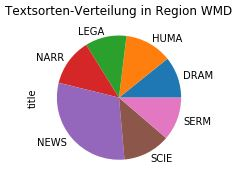 Textsorten-Verteilung in Region WMD
LEGA
HUMA
NARR
DRAM
title
NEWS
SERM
SCIE